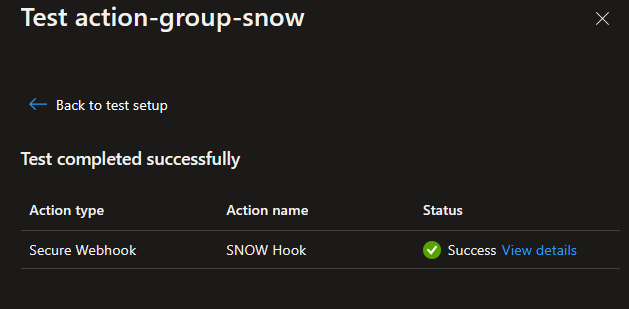 Test action-group-snow
Back to test setup
Test completed successfully
Action type Action name Status
Secure Webhook SNOW Hook Success View details